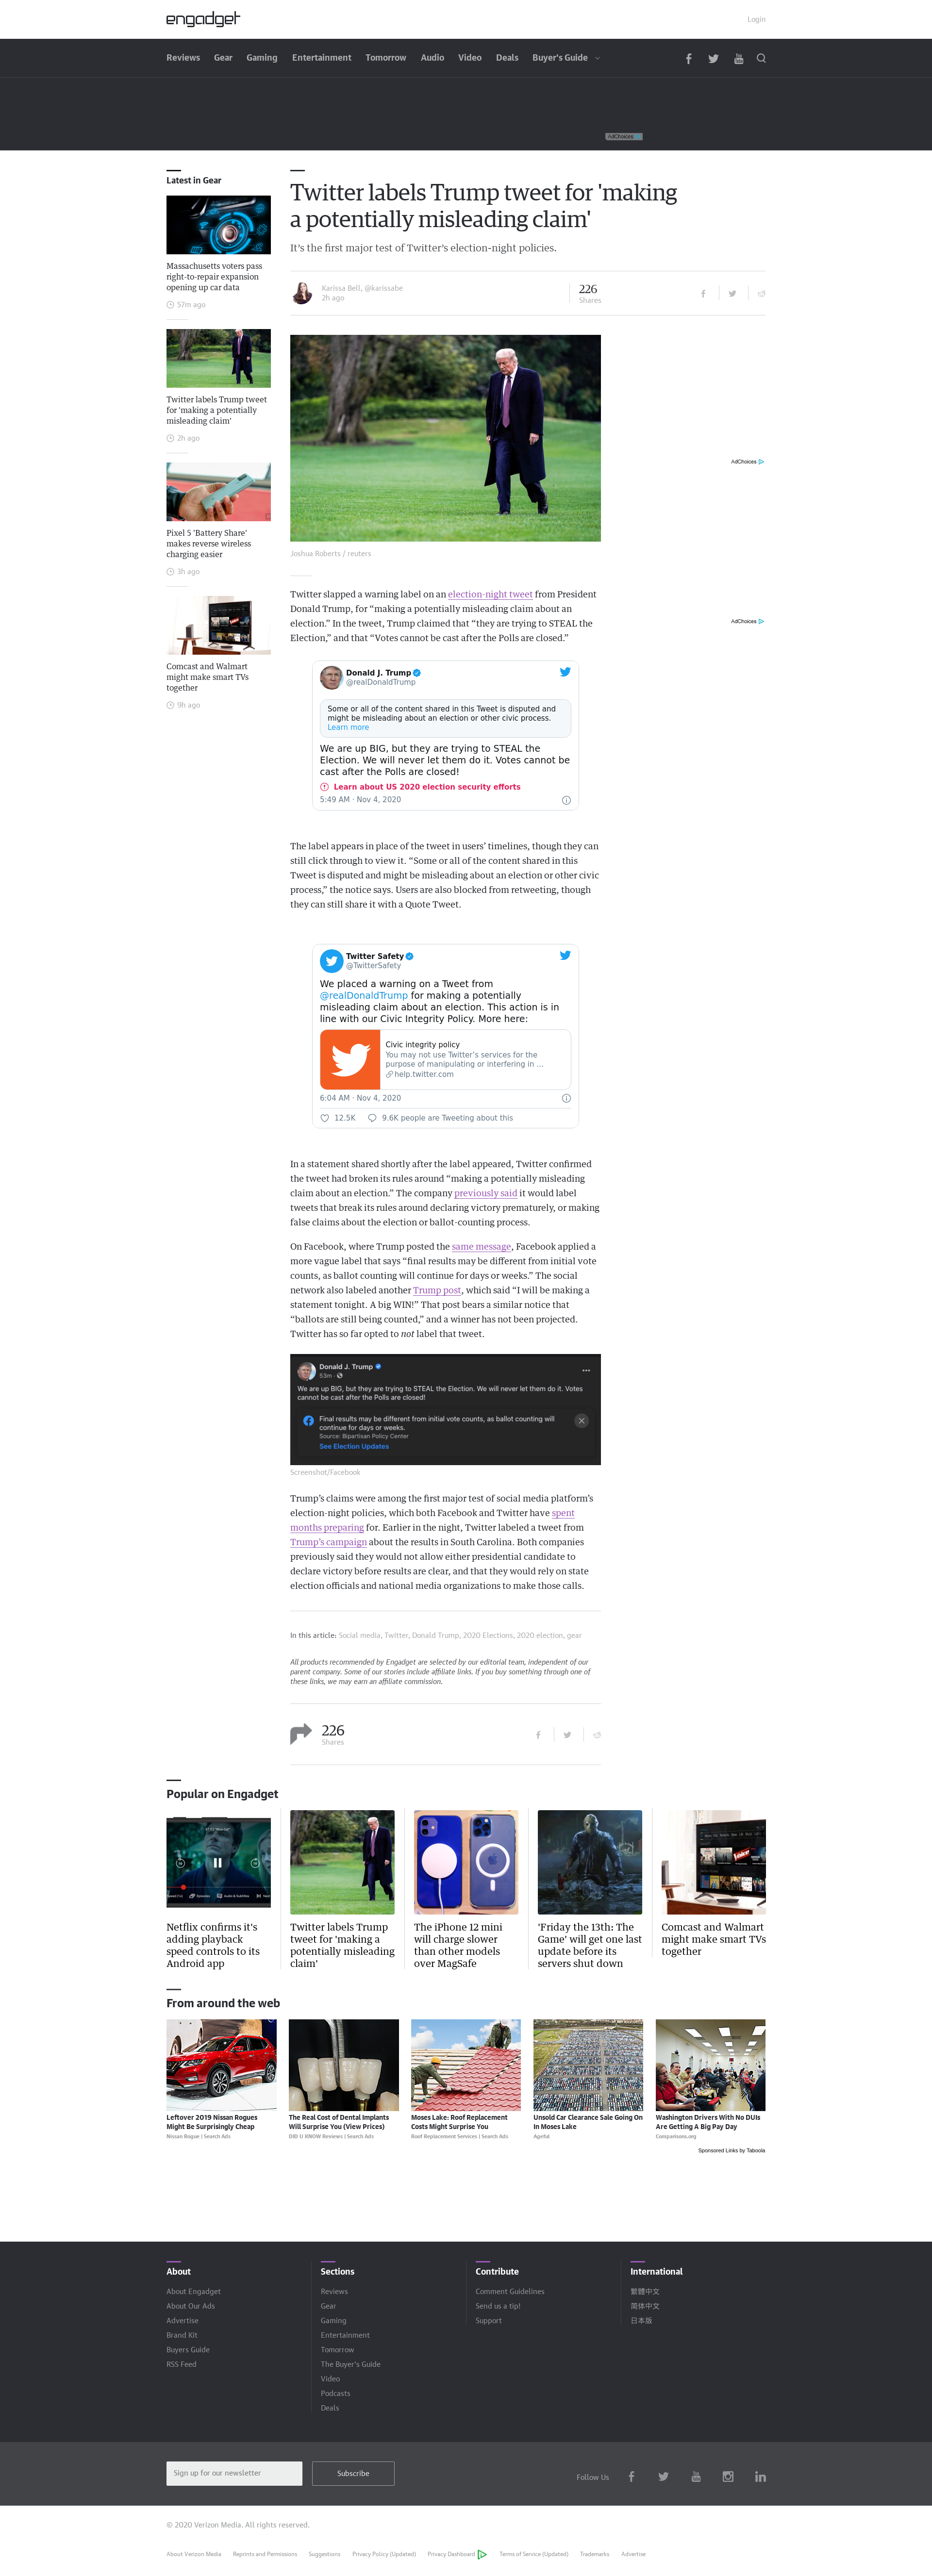 engadget
Login
Reviews Gear Gaming Entertainment Tomorrow Audio Video Deals Buyer's Guide
AdChoices
Latest in Gear
Massachusetts voters pass
right-to-repair expansion
opening up car data
57m ago
Twitter labels Trump tweet
for 'making a potentially
misleading claim'
2h ago
Pixel 5 'Battery Share'
makes reverse wireless
charging easier
3h ago
Comcast and Walmart
might make smart TVs
together
9h ago
Twitter labels Trump tweet for 'making
a potentially misleading claim'
It's the first major test of Twitter's election-night policies.
Karissa Bell, @karissabe
2h ago
226
Shares
AdChoices
AdChoices
Joshua Roberts / reuters
Twitter slapped a warning label on an election-night tweet from President
Donald Trump, for “making a potentially misleading claim about an
election.” In the tweet, Trump claimed that “they are trying to STEAL the
Election,” and that “Votes cannot be cast after the Polls are closed.”
Donald J. Trump
@realDonaldTrump
Some or all of the content shared in this Tweet is disputed and
might be misleading about an election or other civic process.
Learn more
We are up BIG, but they are trying to STEAL the
Election. We will never let them do it. Votes cannot be
cast after the Polls are closed!
Learn about US 2020 election security efforts
5:49 AM · Nov 4, 2020
The label appears in place of the tweet in users’ timelines, though they can
still click through to view it. “Some or all of the content shared in this
Tweet is disputed and might be misleading about an election or other civic
process,” the notice says. Users are also blocked from retweeting, though
they can still share it with a Quote Tweet.
Twitter Safety
@TwitterSafety
We placed a warning on a Tweet from
@realDonaldTrump for making a potentially
misleading claim about an election. This action is in
line with our Civic Integrity Policy. More here:
Civic integrity policy
You may not use Twitter’s services for the
purpose of manipulating or interfering in ...
help.twitter.com
6:04 AM · Nov 4, 2020
12.5K 9.6K people are Tweeting about this
In a statement shared shortly after the label appeared, Twitter confirmed
the tweet had broken its rules around “making a potentially misleading
claim about an election.” The company previously said it would label
tweets that break its rules around declaring victory prematurely, or making
false claims about the election or ballot-counting process.
On Facebook, where Trump posted the same message, Facebook applied a
more vague label that says “final results may be different from initial vote
counts, as ballot counting will continue for days or weeks.” The social
network also labeled another Trump post, which said “I will be making a
statement tonight. A big WIN!” That post bears a similar notice that
“ballots are still being counted,” and a winner has not been projected.
Twitter has so far opted to not label that tweet.
Donald J. Trump
53m ·
We are up BIG, but they are trying to STEAL the Election. We will never let them do it. Votes
cannot be cast after the Polls are closed!
Final results may be different from initial vote counts, as ballot counting will
continue for days or weeks.
Source: Bipartisan Policy Center
See Election Updates
Screenshot/Facebook
Trump’s claims were among the first major test of social media platform’s
election-night policies, which both Facebook and Twitter have spent
months preparing for. Earlier in the night, Twitter labeled a tweet from
Trump’s campaign about the results in South Carolina. Both companies
previously said they would not allow either presidential candidate to
declare victory before results are clear, and that they would rely on state
election officials and national media organizations to make those calls.
In this article: Social media, Twitter, Donald Trump, 2020 Elections, 2020 election, gear
All products recommended by Engadget are selected by our editorial team, independent of our
parent company. Some of our stories include affiliate links. If you buy something through one of
these links, we may earn an affiliate commission.
226
Shares
Popular on Engadget
Netflix confirms it's
adding playback
speed controls to its
Android app
Twitter labels Trump
tweet for 'making a
potentially misleading
claim'
The iPhone 12 mini
will charge slower
than other models
over MagSafe
'Friday the 13th: The
Game' will get one last
update before its
servers shut down
Comcast and Walmart
might make smart TVs
together
From around the web
Leftover 2019 Nissan Rogues
Might Be Surprisingly Cheap
Nissan Rogue | Search Ads
The Real Cost of Dental Implants
Will Surprise You (View Prices)
DID U KNOW Reviews | Search Ads
Moses Lake: Roof Replacement
Costs Might Surprise You
Roof Replacement Services | Search Ads
Unsold Car Clearance Sale Going On
In Moses Lake
Agefid
Washington Drivers With No DUIs
Are Getting A Big Pay Day
Comparisons.org
Sponsored Links by Taboola
About
About Engadget
About Our Ads
Advertise
Brand Kit
Buyers Guide
RSS Feed
Sections
Reviews
Gear
Gaming
Entertainment
Tomorrow
The Buyer's Guide
Video
Podcasts
Deals
Contribute
Comment Guidelines
Send us a tip!
Support
International
繁體中文
简体中文
日本版
Sign up for our newsletter
Subscribe
Follow Us
© 2020 Verizon Media. All rights reserved.
About Verizon Media Reprints and Permissions Suggestions Privacy Policy (Updated) Privacy Dashboard Terms of Service (Updated) Trademarks Advertise